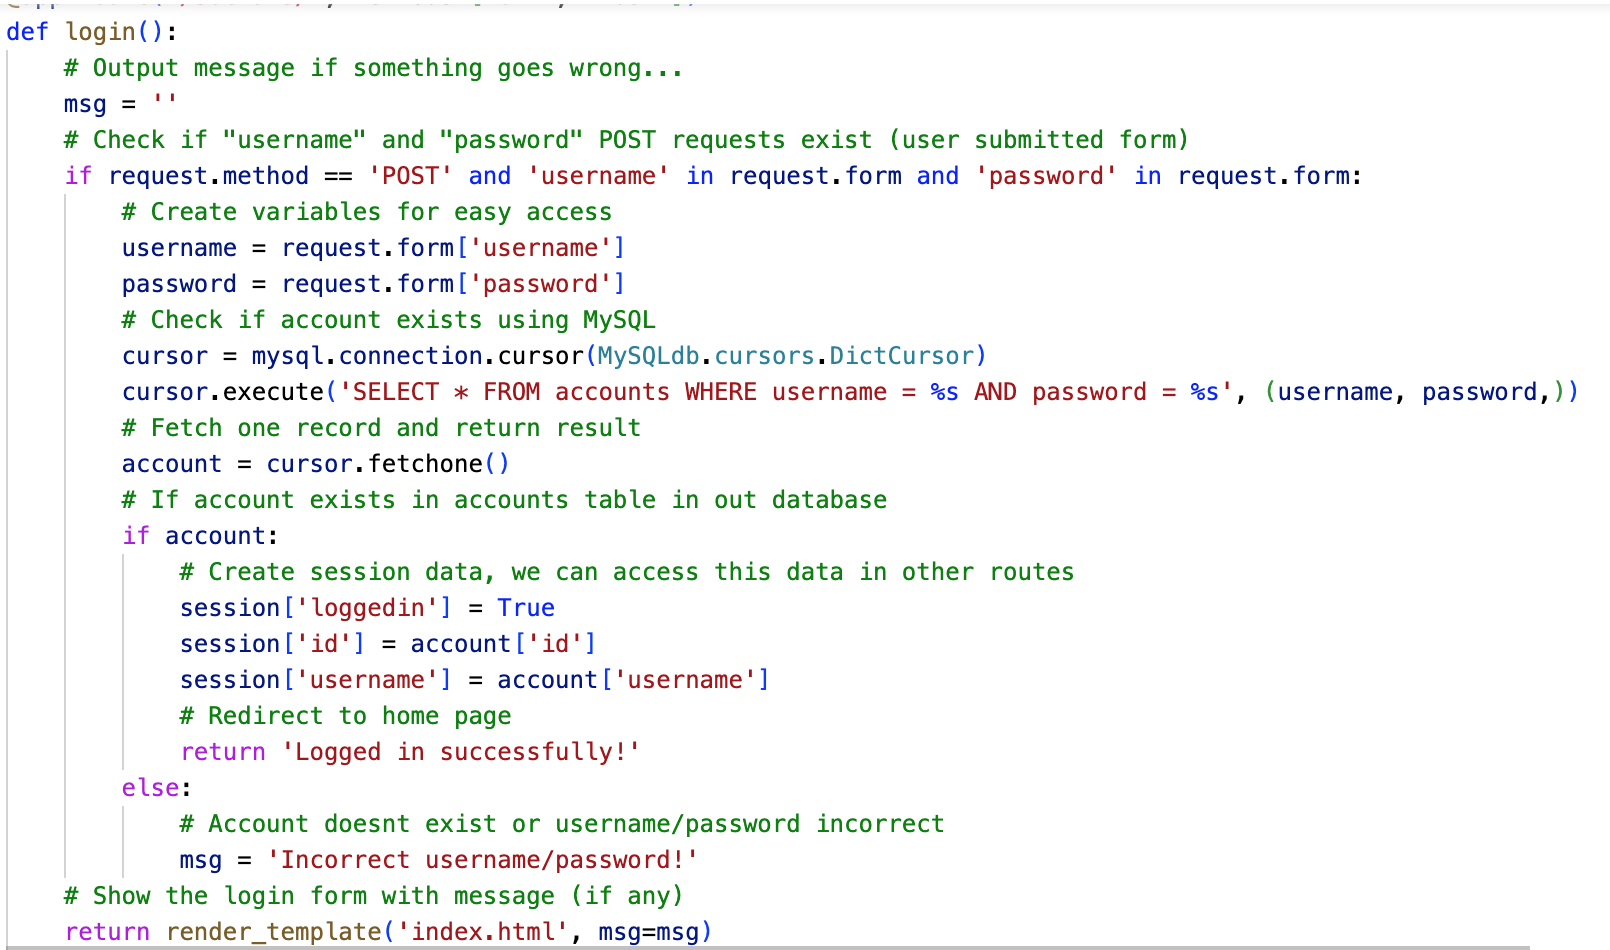 def login():
    # Output message if something goes wrong...
    msg = ''
    # Check if "username" and "password" POST requests exist (user submitted form)
    if request.method == 'POST' and 'username' in request.form and 'password' in request.form:
        # Create variables for easy access
        username = request.form['username']
        password = request.form['password']
        # Check if account exists using MySQL
        cursor = mysql.connection.cursor(MySQLdb.cursors.DictCursor)
        cursor.execute('SELECT * FROM accounts WHERE username = %s AND password = %s', (username, password,))
        # Fetch one record and return result
        account = cursor.fetchone()
        # If account exists in accounts table in out database
        if account:
            # Create session data, we can access this data in other routes
            session['loggedin'] = True
            session['id'] = account['id']
            session['username'] = account['username']
            # Redirect to home page
            return 'Logged in successfully!'
        else:
            # Account doesnt exist or username/password incorrect
            msg = 'Incorrect username/password!'
    # Show the login form with message (if any)
    return render_template('index.html', msg=msg)